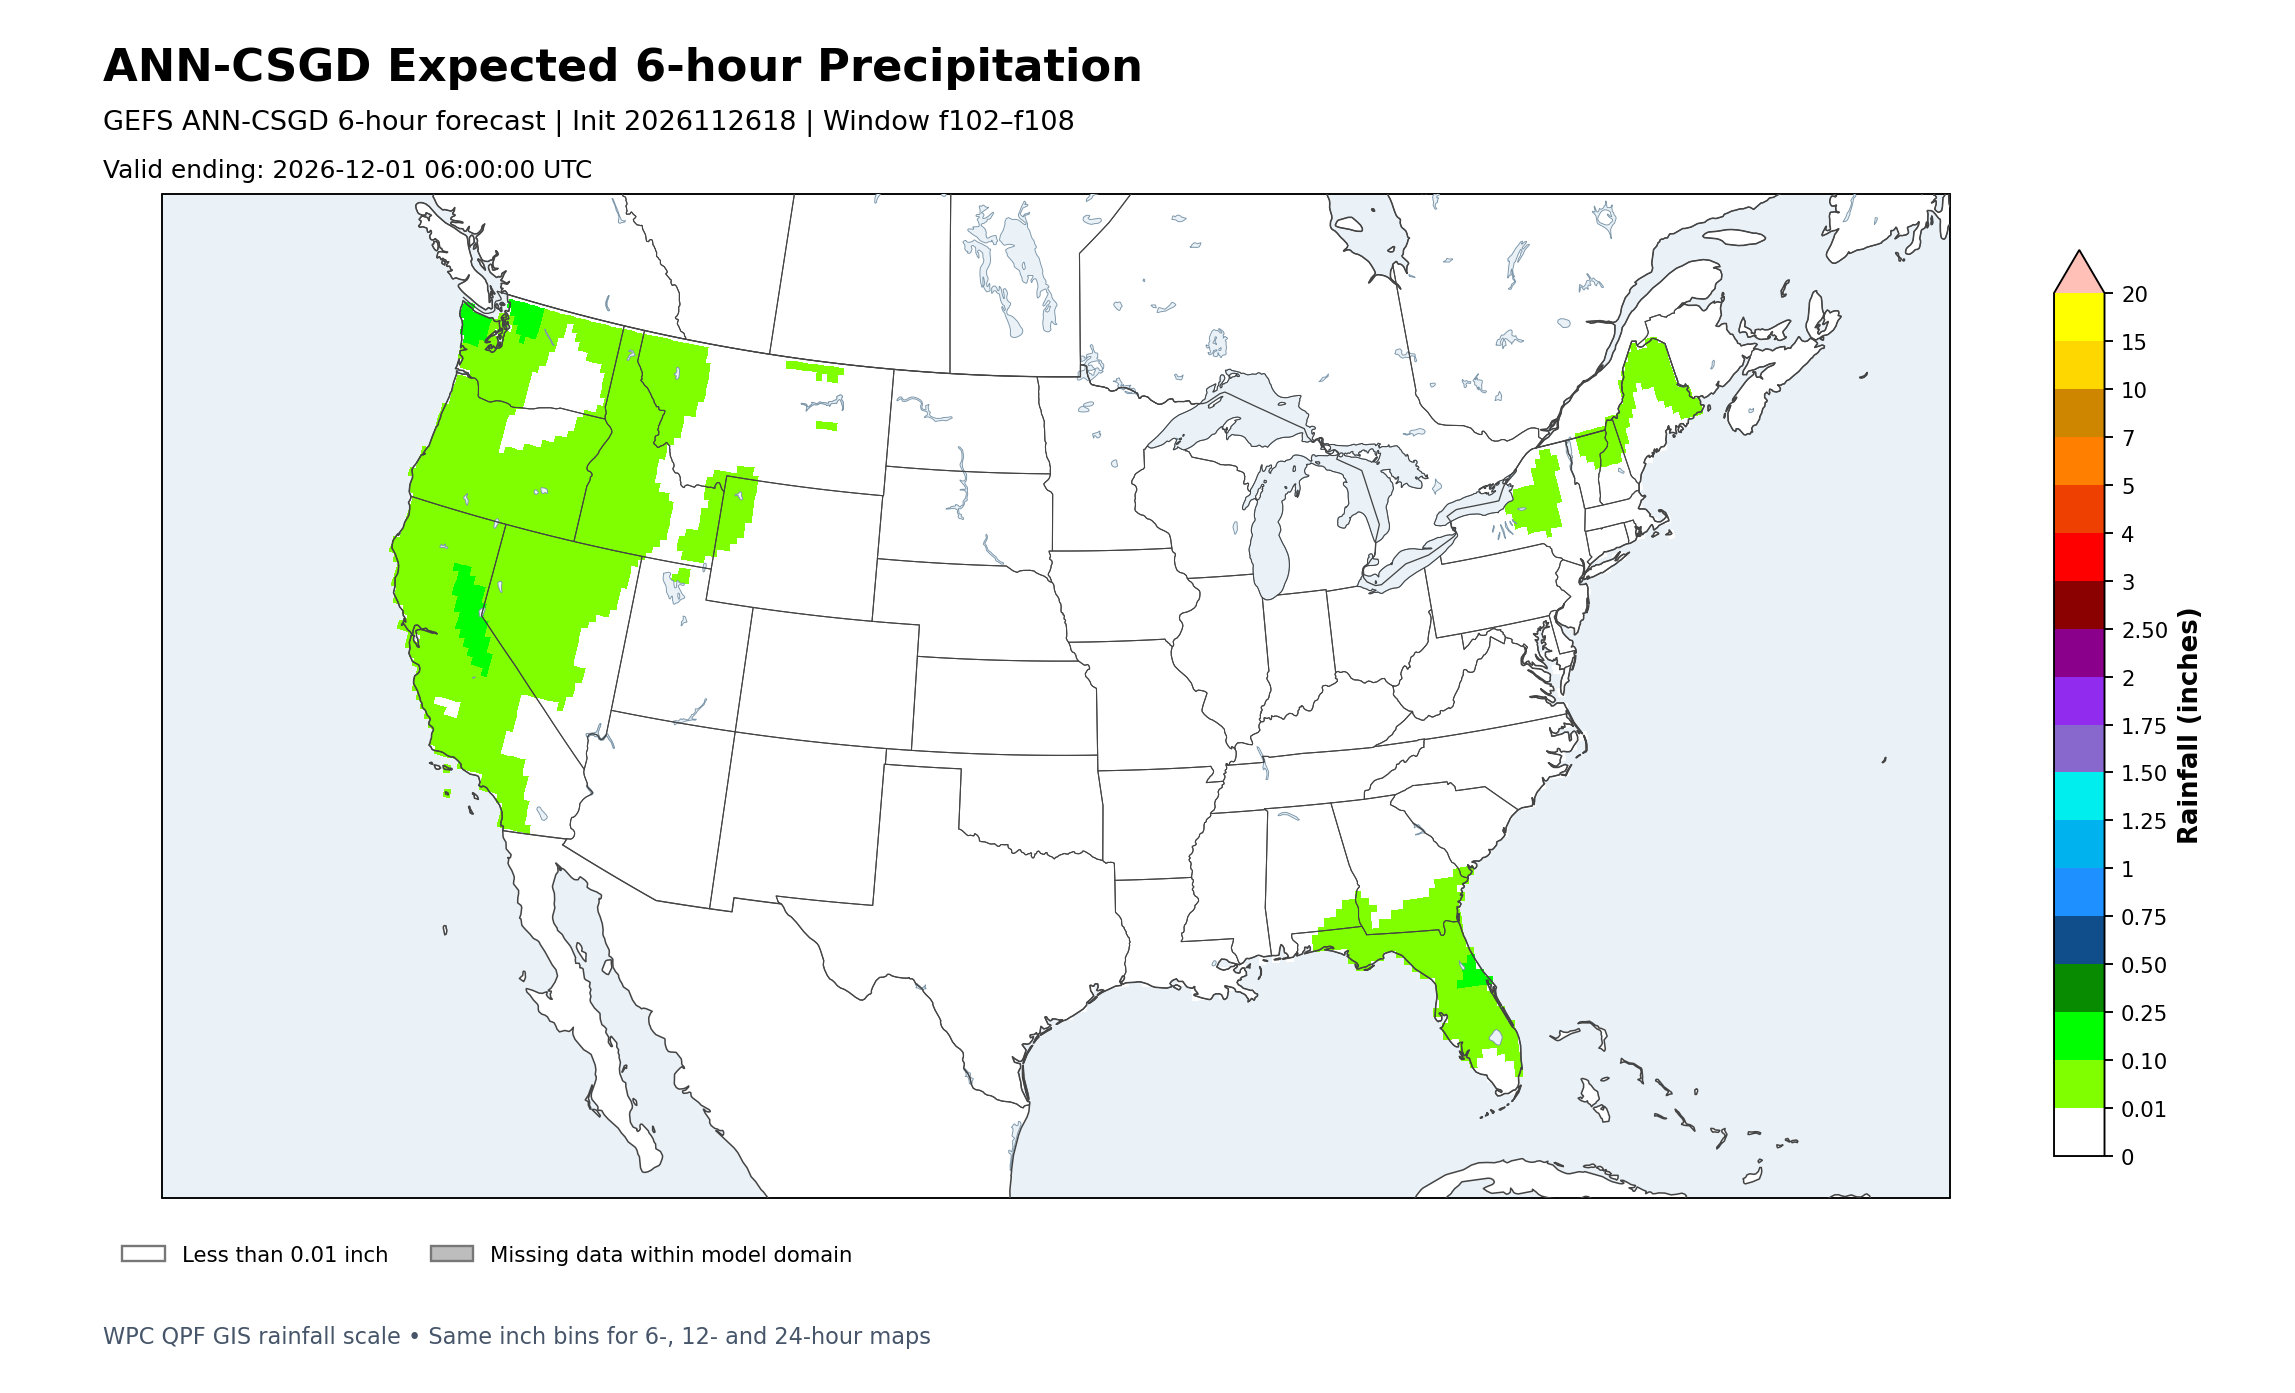 ANN-CSGD Expected 6-hour Precipitation
GEFS ANN-CSGD 6-hour forecast | Init 2026112618 | Window f102–f108
Valid ending: 2026-12-01 06:00:00 UTC
20
15
10
7
5
4
3
2.50
2
1.75
1.50
1.25
1
0.75
0.50
0.25
0.10
0.01
0
Rainfall (inches)
Less than 0.01 inch
Missing data within model domain
WPC QPF GIS rainfall scale • Same inch bins for 6-, 12- and 24-hour maps